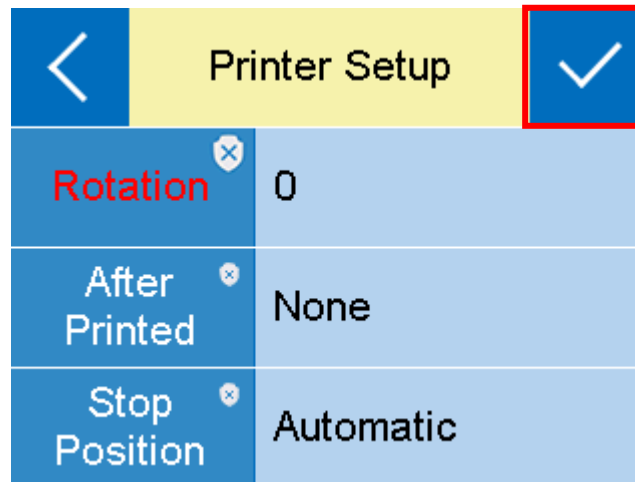 Printer Setup
Rotation
0
After
Printed
None
Stop
Position
Automatic